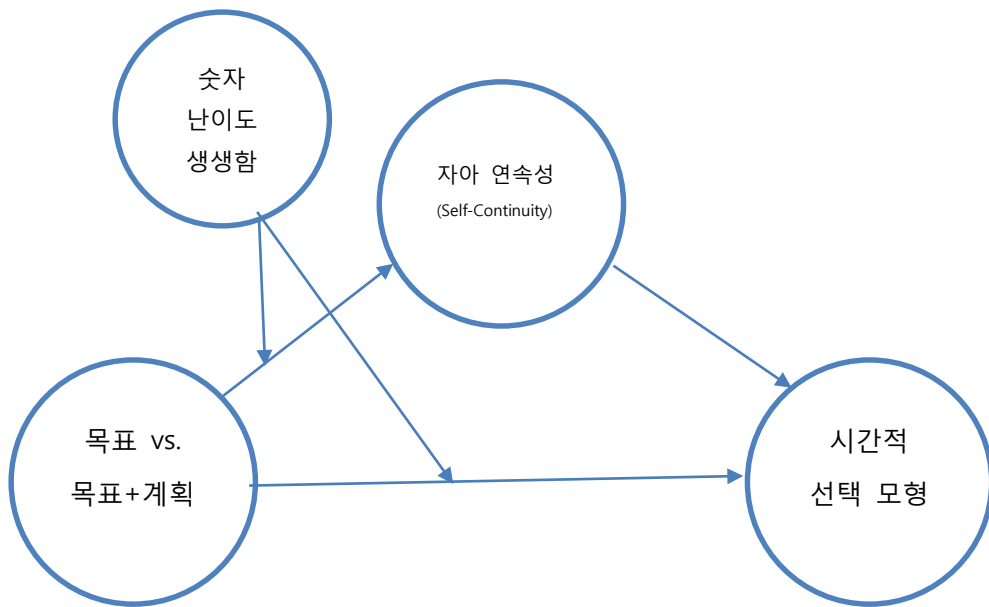 숫자
난이도
생생함
자아 연속성
(Self-Continuity)
목표 vs.
목표+계획
시간적
선택 모형